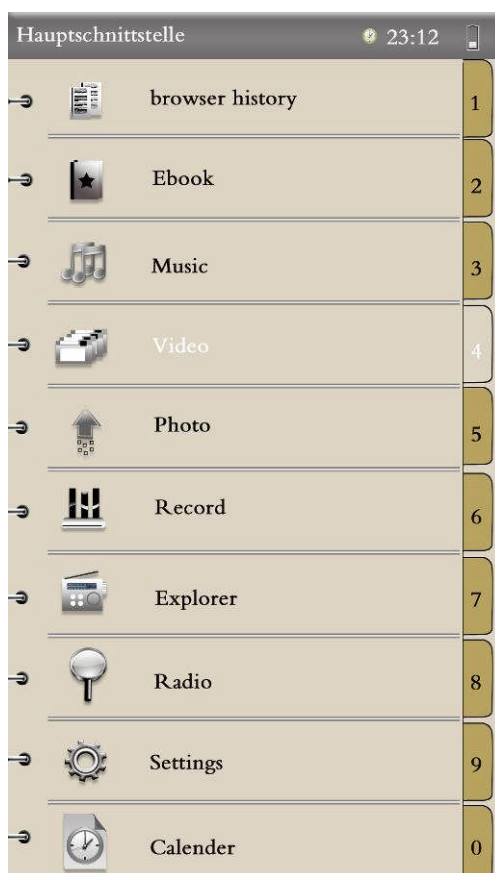 Hauptschnittstelle 23:12
browser history 1
Ebook 2
Music 3
Video 4
Photo 5
Record 6
Explorer 7
Radio 8
Settings 9
Calender 0